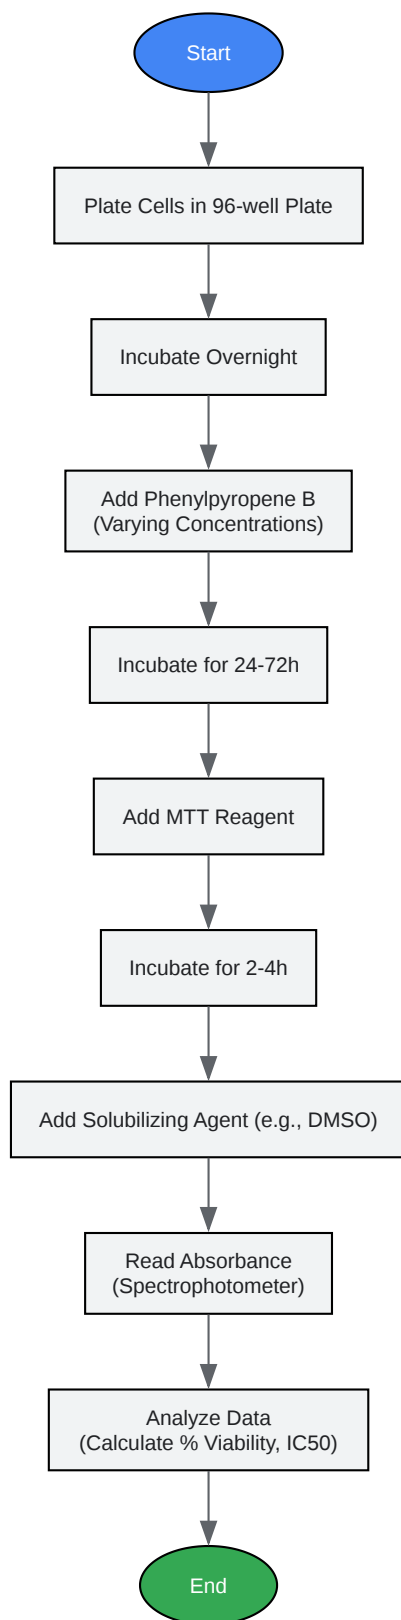 Start
Plate Cells in 96-well Plate
Incubate Overnight
Add Phenylpyropene B
(Varying Concentrations)
Incubate for 24-72h
Add MTT Reagent
Incubate for 2-4h
Add Solubilizing Agent (e.g., DMSO)
Read Absorbance
(Spectrophotometer)
Analyze Data
(Calculate % Viability, IC50)
End